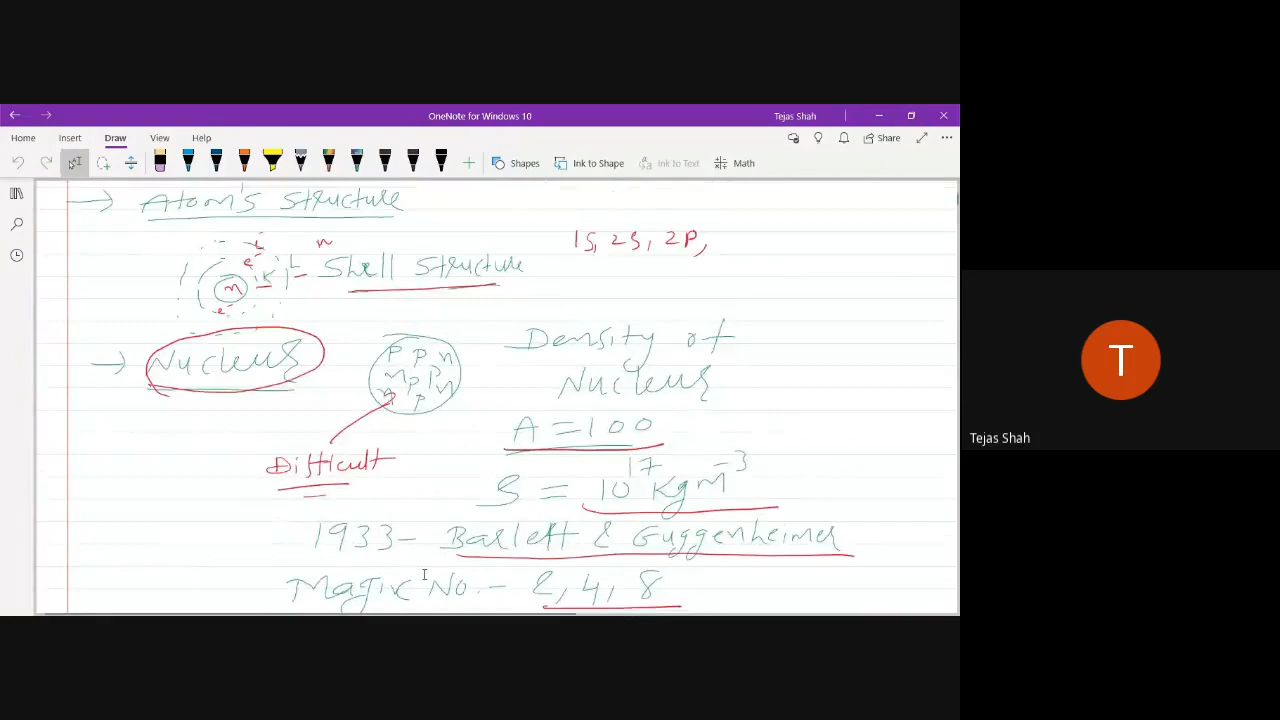 OneNote for Windows 10
Tejas Shah
Home Insert Draw View Help
Share
Shapes Ink to Shape Ink to Text Math
→ Atom's Structure
1S, 2S, 2P,
e⁻ n
e⁻ K L - Shell Structure
n
e⁻
→ Nucleus
p p n
n p p n
n p
Density of
Nucleus
A = 100
Difficult
S = 10¹⁷ Kgm⁻³
1933 - Barlett & Guggenheimer
Magic No. - 2, 4, 8
T
Tejas Shah